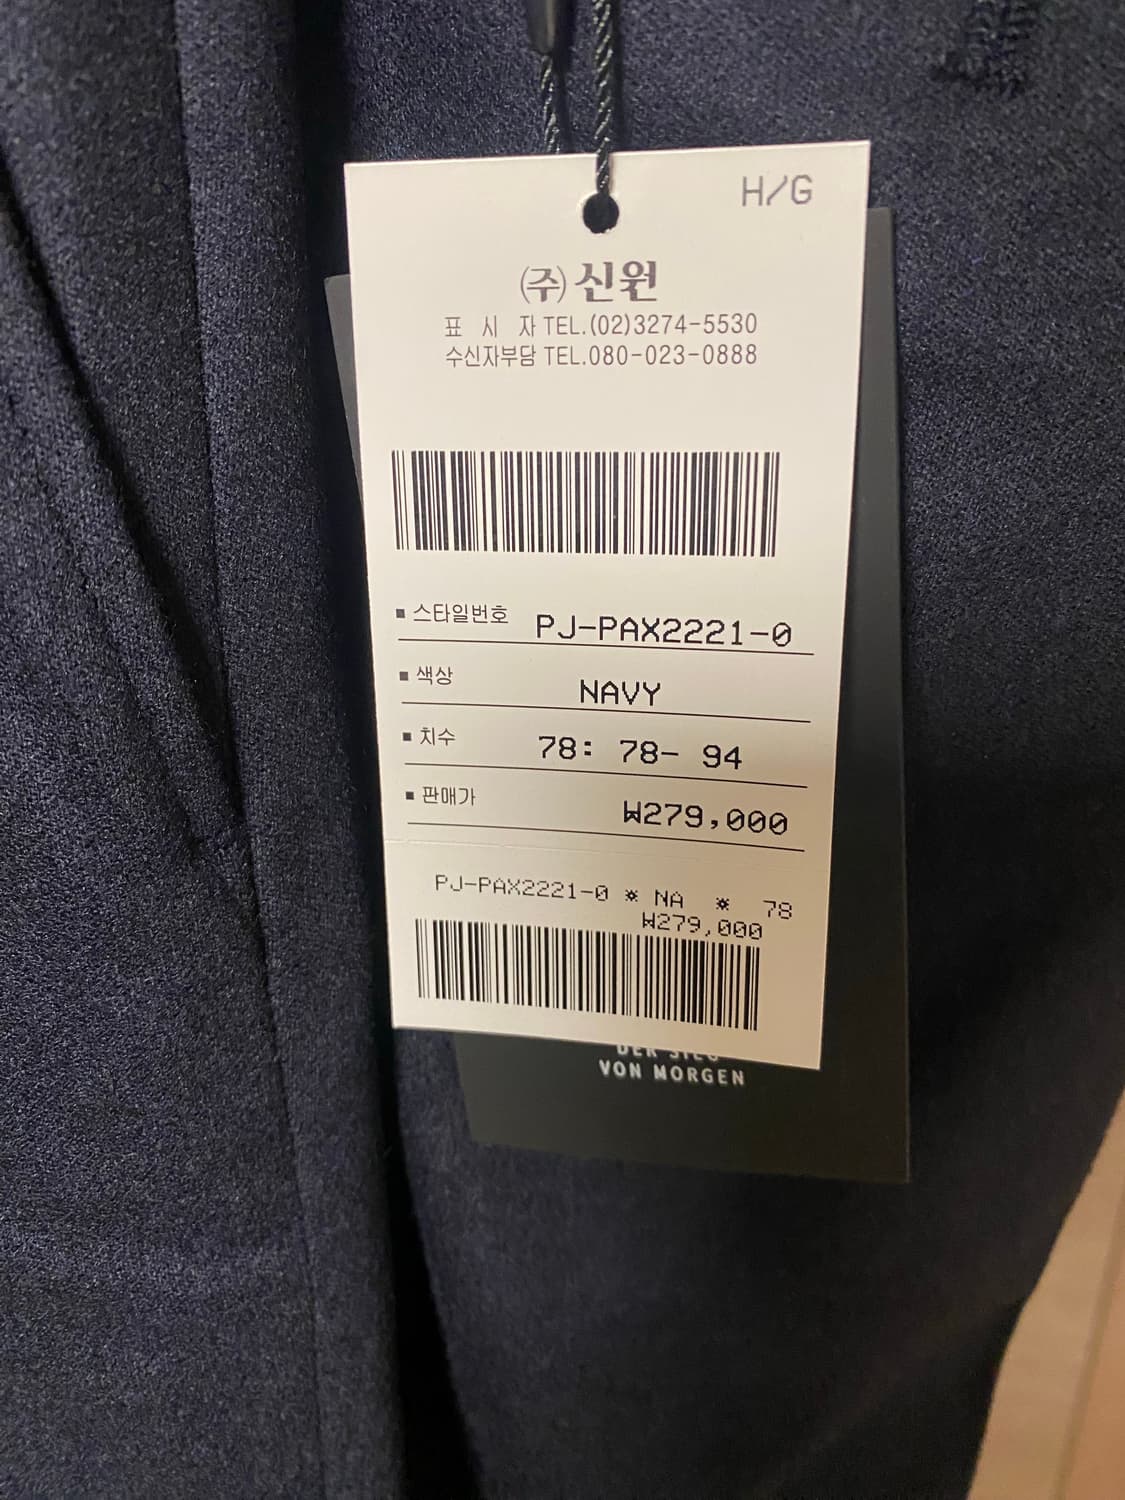 H/G
㈜신원
표 시 자 TEL.(02)3274-5530
수신자부담 TEL.080-023-0888
▪ 스타일번호 PJ-PAX2221-0
▪ 색상 NAVY
▪ 치수 78: 78- 94
▪ 판매가 ₩279,000
PJ-PAX2221-0 * NA * 78
₩279,000
DER SIEG
VON MORGEN